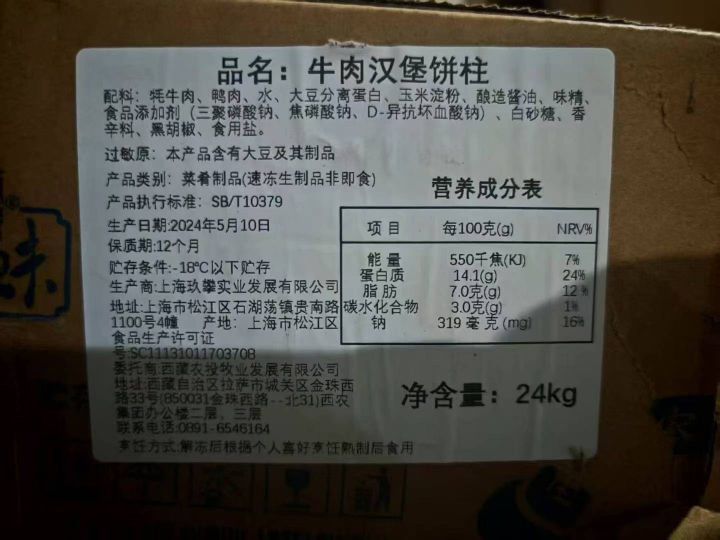 品名：牛肉汉堡饼柱
配料：牦牛肉、鸭肉、水、大豆分离蛋白、玉米淀粉、酿造酱油、味精、
食品添加剂（三聚磷酸钠、焦磷酸钠、D-异抗坏血酸钠）、白砂糖、香
辛料、黑胡椒、食用盐。
过敏原：本产品含有大豆及其制品
产品类别：菜肴制品(速冻生制品非即食)
产品执行标准：SB/T10379
生产日期:2024年5月10日
保质期:12个月
贮存条件:-18℃以下贮存
生产商:上海玖攀实业发展有限公司
地址:上海市松江区石湖荡镇贵南路
1100号4幢 产地：上海市松江区
食品生产许可证
号:SC11131011703708
委托商:西藏农投牧业发展有限公司
地址:西藏自治区拉萨市城关区金珠西
路33号(850031金珠西路--北31)西农
集团办公楼二层、三层
联系电话:0891-6546164
烹饪方式:解冻后根据个人喜好烹饪熟制后食用
营养成分表
项目 每100克(g) NRV%
能量 550千焦(KJ) 7%
蛋白质 14.1(g) 24%
脂肪 7.0克(g) 12%
碳水化合物 3.0克(g) 1%
钠 319毫克(mg) 16%
净含量：24kg
味
®